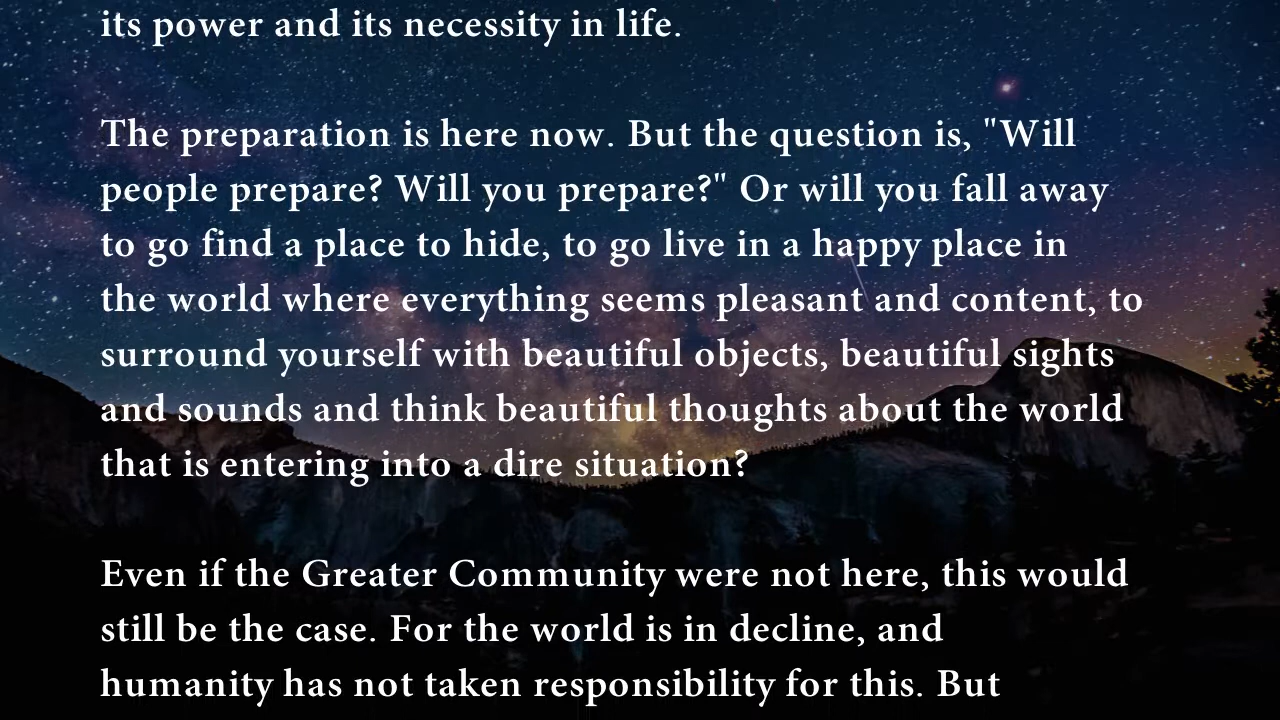 its power and its necessity in life.
The preparation is here now. But the question is, "Will
people prepare? Will you prepare?" Or will you fall away
to go find a place to hide, to go live in a happy place in
the world where everything seems pleasant and content, to
surround yourself with beautiful objects, beautiful sights
and sounds and think beautiful thoughts about the world
that is entering into a dire situation?
Even if the Greater Community were not here, this would
still be the case. For the world is in decline, and
humanity has not taken responsibility for this. But